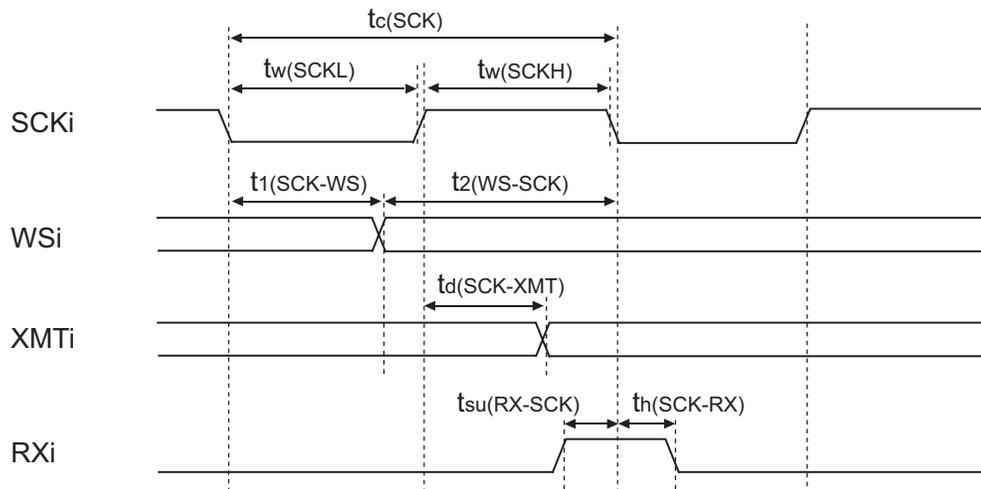 tc(SCK)
tw(SCKL) tw(SCKH)
SCKi
t1(SCK-WS) t2(WS-SCK)
WSi
td(SCK-XMT)
XMTi
tsu(RX-SCK) th(SCK-RX)
RXi